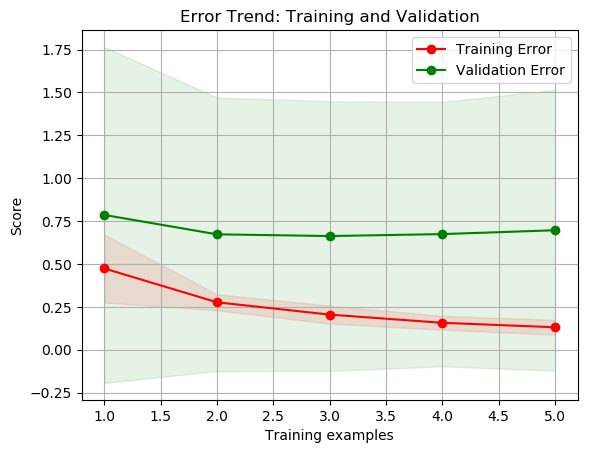 Error Trend: Training and Validation
Training Error
Validation Error
1.75
1.50
1.25
1.00
0.75
0.50
0.25
0.00
−0.25
Score
1.0 1.5 2.0 2.5 3.0 3.5 4.0 4.5 5.0
Training examples